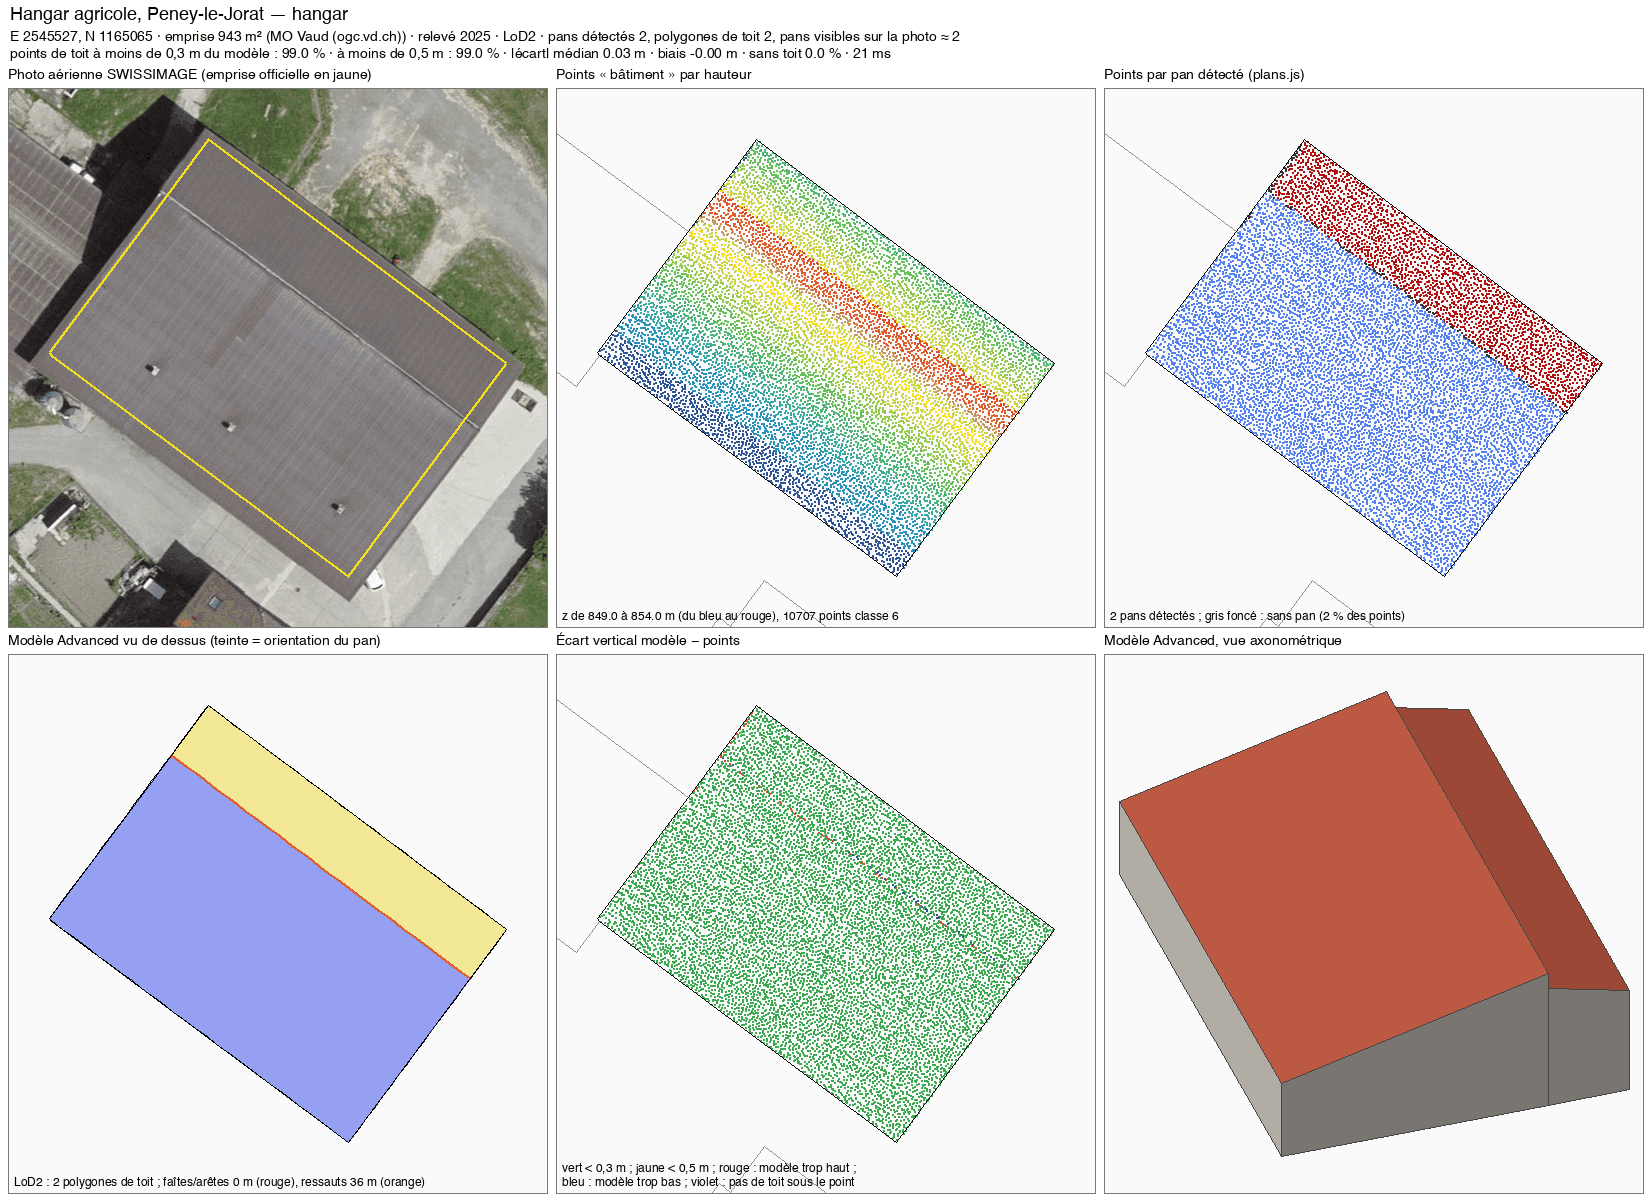 Hangar agricole, Peney-le-Jorat — hangar
E 2545527, N 1165065 · emprise 943 m² (MO Vaud (ogc.vd.ch)) · relevé 2025 · LoD2 · pans détectés 2, polygones de toit 2, pans visibles sur la photo ≈ 2
points de toit à moins de 0,3 m du modèle : 99.0 % · à moins de 0,5 m : 99.0 % · lécartl médian 0.03 m · biais -0.00 m · sans toit 0.0 % · 21 ms
Photo aérienne SWISSIMAGE (emprise officielle en jaune)
Points « bâtiment » par hauteur
Points par pan détecté (plans.js)
z de 849.0 à 854.0 m (du bleu au rouge), 10707 points classe 6
2 pans détectés ; gris foncé : sans pan (2 % des points)
Modèle Advanced vu de dessus (teinte = orientation du pan)
Écart vertical modèle – points
Modèle Advanced, vue axonométrique
LoD2 : 2 polygones de toit ; faîtes/arêtes 0 m (rouge), ressauts 36 m (orange)
vert < 0,3 m ; jaune < 0,5 m ; rouge : modèle trop haut ;
bleu : modèle trop bas ; violet : pas de toit sous le point